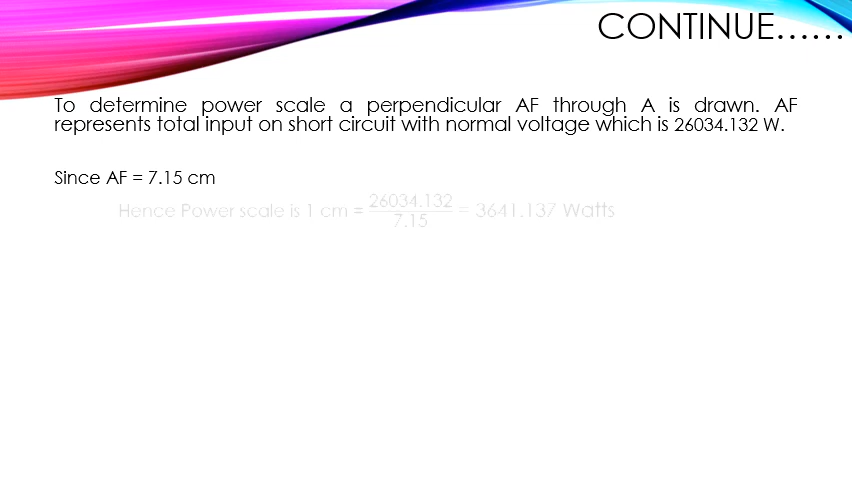 CONTINUE......
To determine power scale a perpendicular AF through A is drawn. AF
represents total input on short circuit with normal voltage which is 26034.132 W.
Since AF = 7.15 cm
Hence Power scale is 1 cm = 26034.132/7.15 = 3641.137 Watts